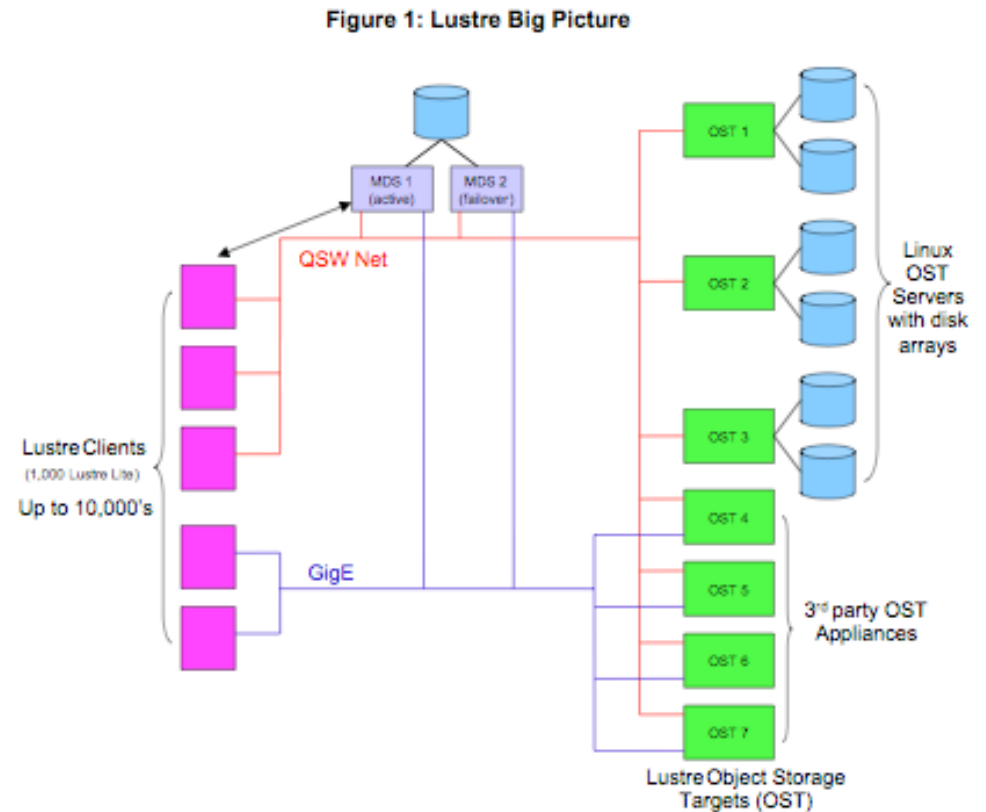 Figure 1: Lustre Big Picture
MDS 1
(active)
MDS 2
(failover)
QSW Net
OST 1
OST 2
OST 3
OST 4
OST 5
OST 6
OST 7
Linux
OST
Servers
with disk
arrays
Lustre Clients
(1,000 Lustre Lite)
Up to 10,000's
GigE
3rd party OST
Appliances
Lustre Object Storage
Targets (OST)